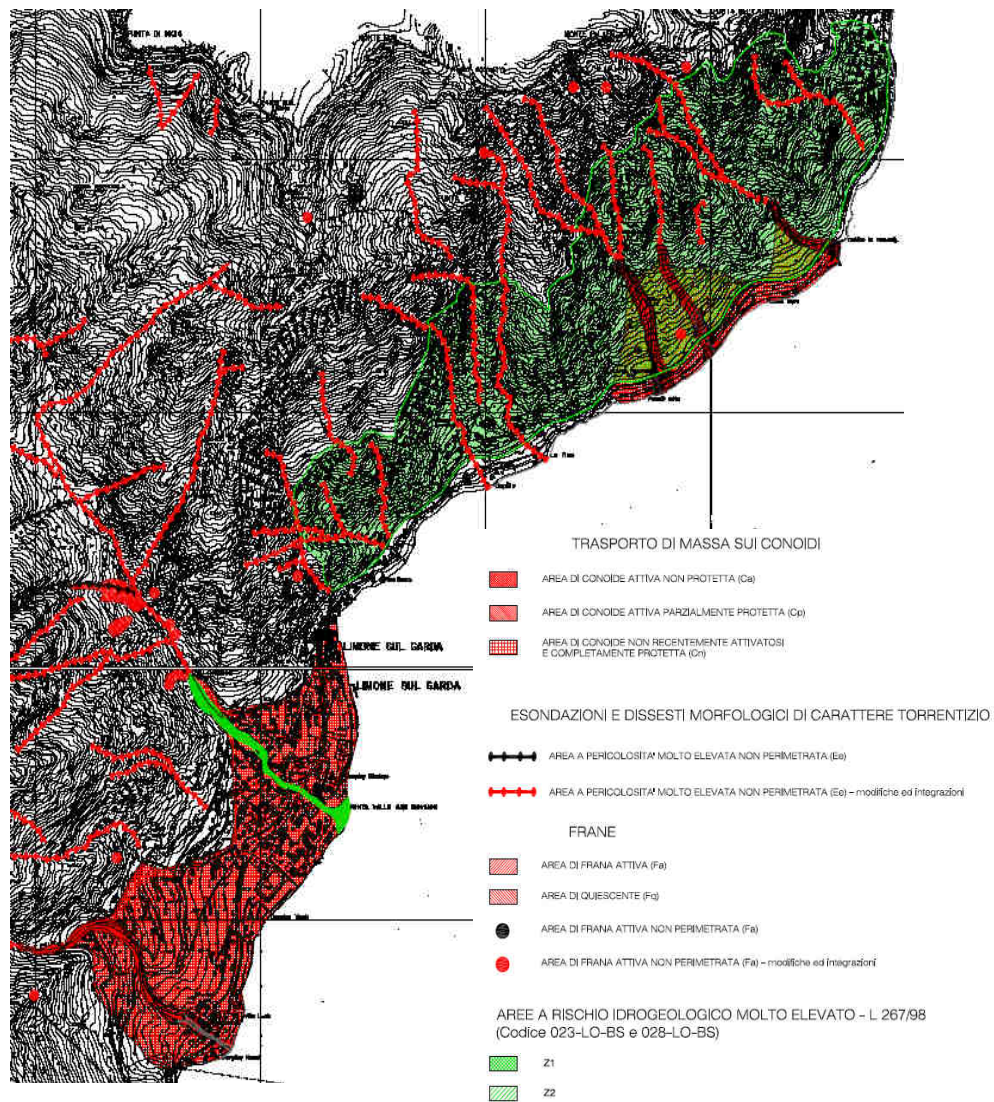 PUNTA DI MOLO
LIMONE SUL GARDA
LIMONE SUL GARDA
TRASPORTO DI MASSA SUI CONOIDI
AREA DI CONOIDE ATTIVA NON PROTETTA (Ca)
AREA DI CONOIDE ATTIVA PARZIALMENTE PROTETTA (Cp)
AREA DI CONOIDE NON RECENTEMENTE ATTIVATOSI
E COMPLETAMENTE PROTETTA (Cn)
ESONDAZIONI E DISSESTI MORFOLOGICI DI CARATTERE TORRENTIZIO
AREA A PERICOLOSITA' MOLTO ELEVATA NON PERIMETRATA (Ee)
AREA A PERICOLOSITA' MOLTO ELEVATA NON PERIMETRATA (Ee) – modifiche ed integrazioni
FRANE
AREA DI FRANA ATTIVA (Fa)
AREA DI QUIESCENTE (Fq)
AREA DI FRANA ATTIVA NON PERIMETRATA (Fa)
AREA DI FRANA ATTIVA NON PERIMETRATA (Fa) – modifiche ed integrazioni
AREE A RISCHIO IDROGEOLOGICO MOLTO ELEVATO - L 267/98
(Codice 023-LO-BS e 028-LO-BS)
Z1
Z2